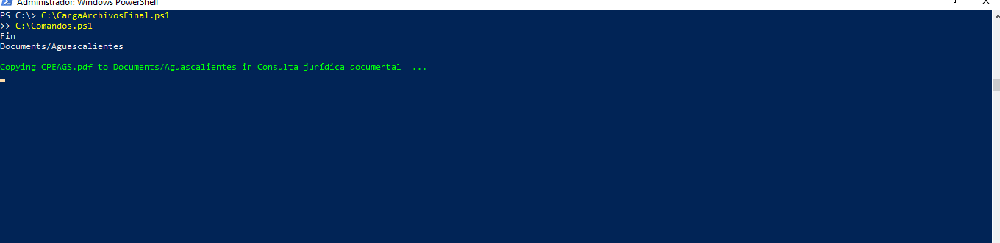 Administrador: Windows PowerShell
PS C:\> C:\CargaArchivosFinal.ps1
>> C:\Comandos.ps1
Fin
Documents/Aguascalientes
Copying CPEAGS.pdf to Documents/Aguascalientes in Consulta jurídica documental  ...